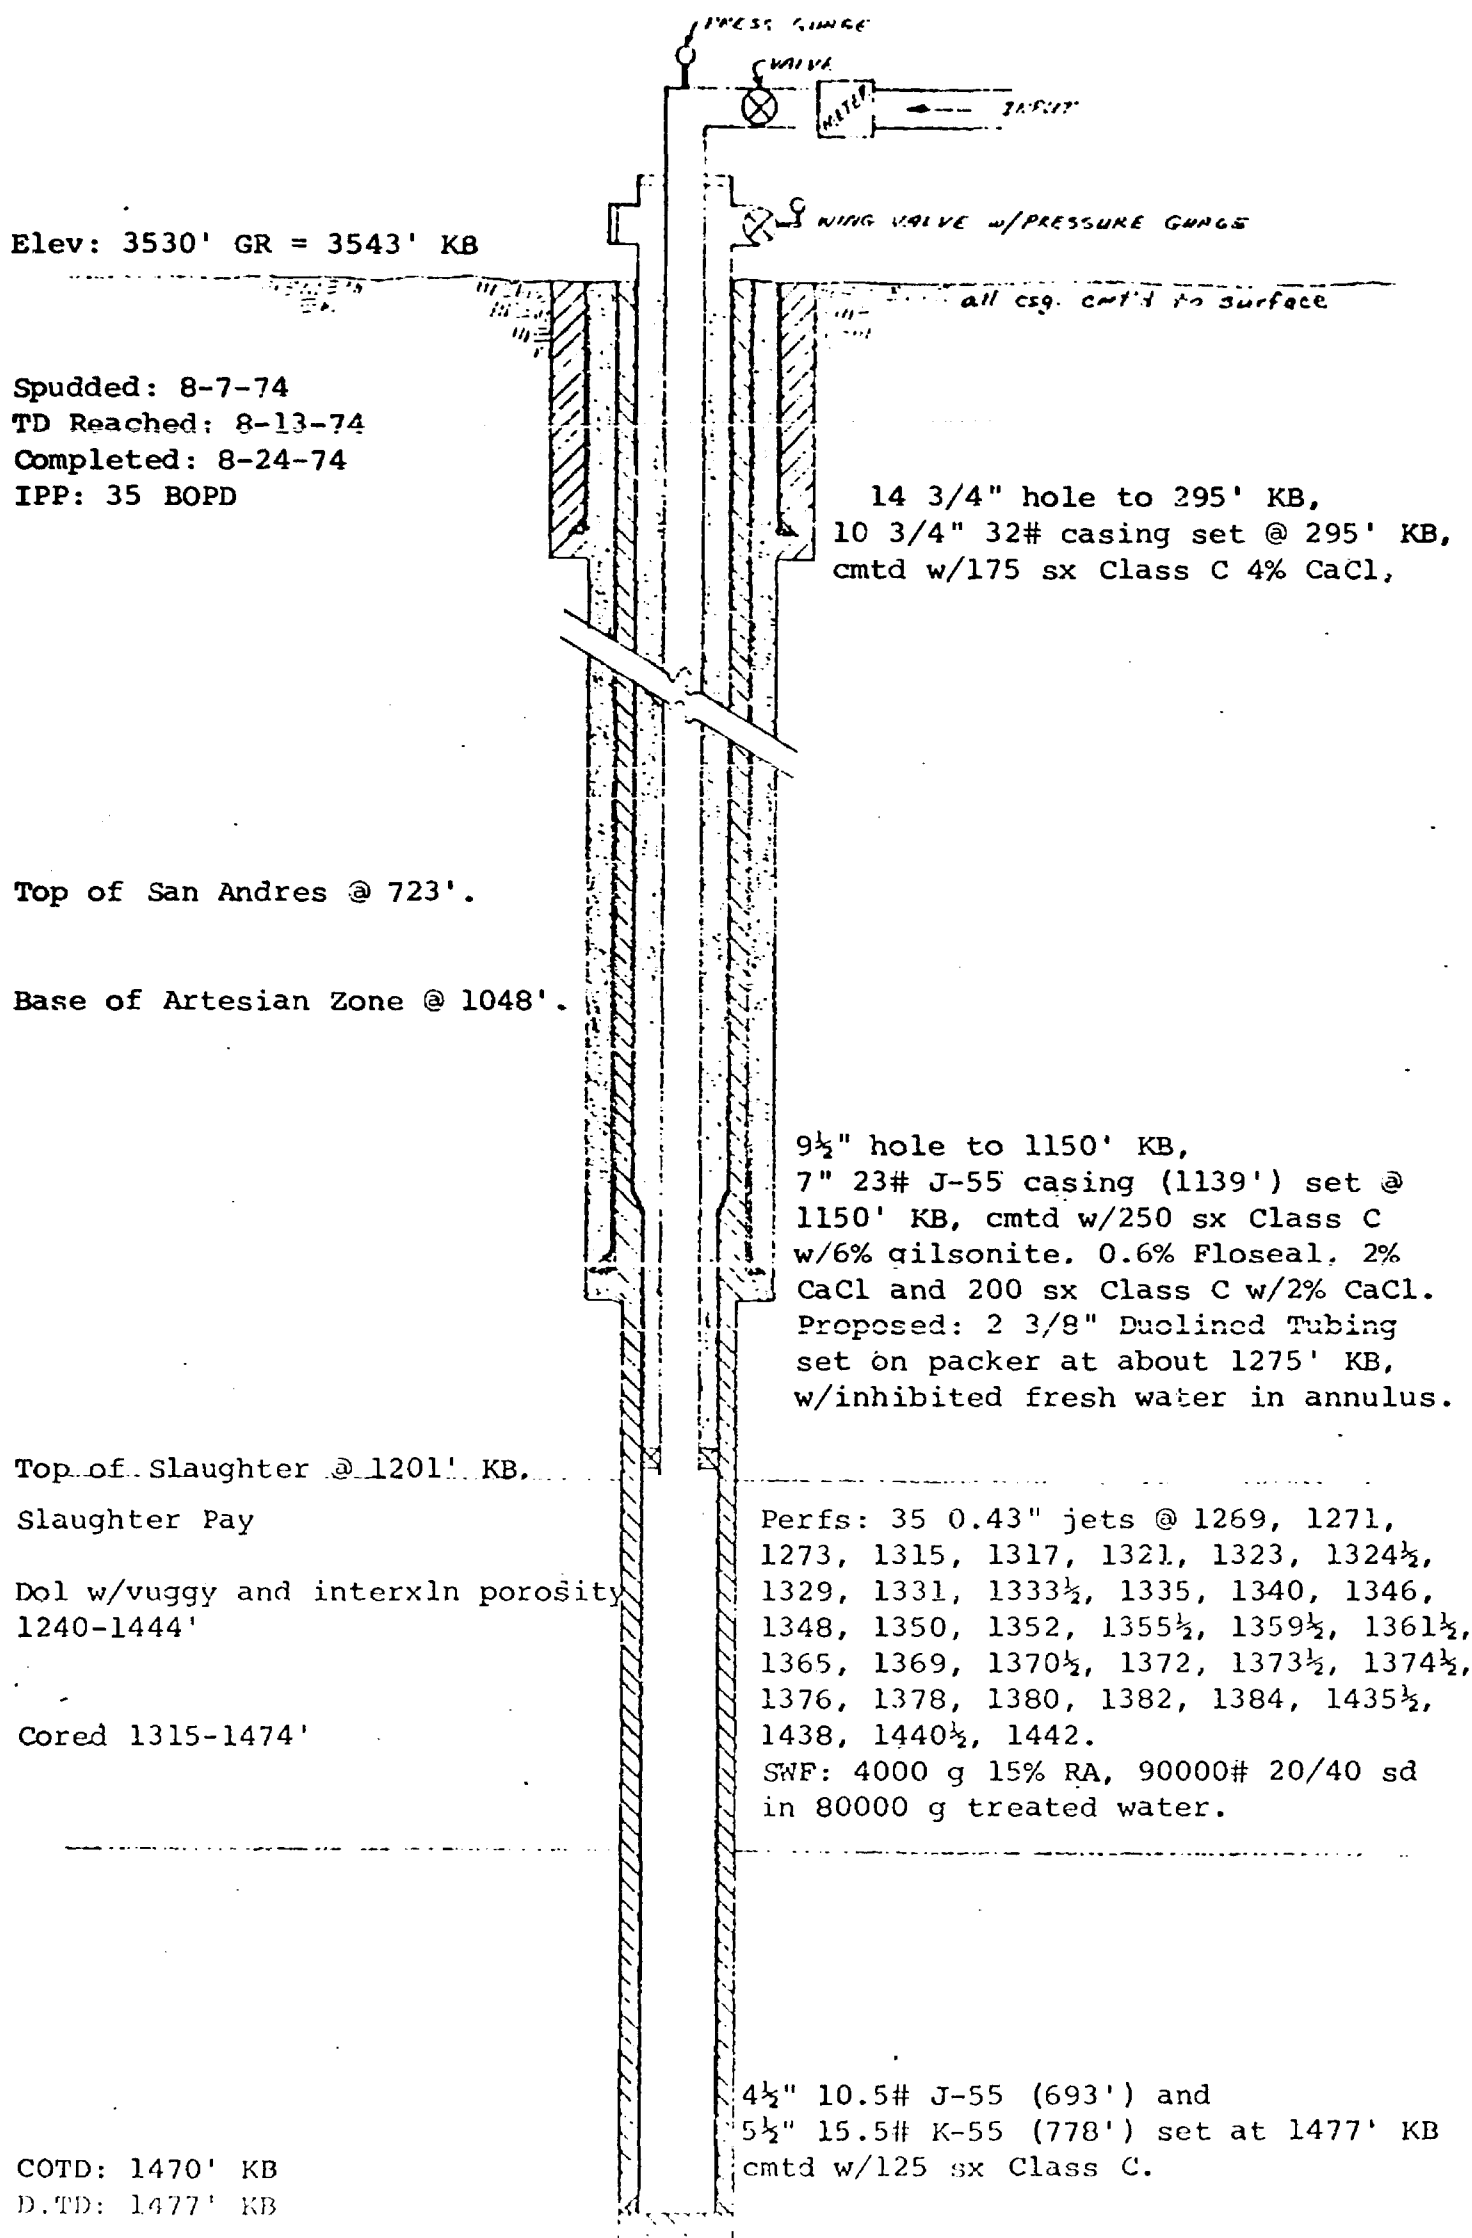 PRESS GUAGE
VALVE
METER
INPUT
WING VALVE w/PRESSURE GUAGE
Elev: 3530' GR = 3543' KB
all csg. cmt'd to surface
Spudded: 8-7-74
TD Reached: 8-13-74
Completed: 8-24-74
IPP: 35 BOPD
14 3/4" hole to 295' KB,
10 3/4" 32# casing set @ 295' KB,
cmtd w/175 sx Class C 4% CaCl,
Top of San Andres @ 723'.
Base of Artesian Zone @ 1048'.
9½" hole to 1150' KB,
7" 23# J-55 casing (1139') set @
1150' KB, cmtd w/250 sx Class C
w/6% gilsonite. 0.6% Floseal. 2%
CaCl and 200 sx Class C w/2% CaCl.
Proposed: 2 3/8" Duolined Tubing
set on packer at about 1275' KB,
w/inhibited fresh water in annulus.
Top of Slaughter @ 1201' KB.
Slaughter Pay
Dol w/vuggy and interxln porosity
1240-1444'
Cored 1315-1474'
Perfs: 35 0.43" jets @ 1269, 1271,
1273, 1315, 1317, 1321, 1323, 1324½,
1329, 1331, 1333½, 1335, 1340, 1346,
1348, 1350, 1352, 1355½, 1359½, 1361½,
1365, 1369, 1370½, 1372, 1373½, 1374½,
1376, 1378, 1380, 1382, 1384, 1435½,
1438, 1440½, 1442.
SWF: 4000 g 15% RA, 90000# 20/40 sd
in 80000 g treated water.
4½" 10.5# J-55 (693') and
5½" 15.5# K-55 (778') set at 1477' KB
cmtd w/125 sx Class C.
COTD: 1470' KB
D.TD: 1477' KB